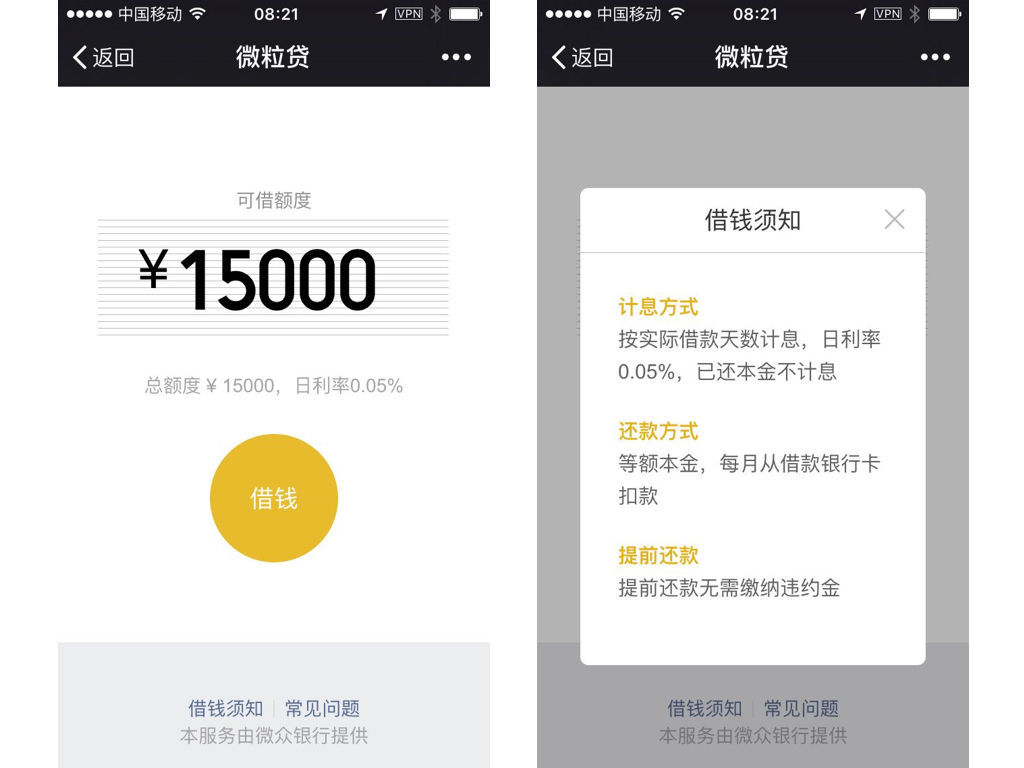 中国移动 08:21 VPN
返回 微粒贷
可借额度
¥15000
总额度 ¥ 15000，日利率0.05%
借钱
借钱须知 常见问题
本服务由微众银行提供
中国移动 08:21 VPN
返回 微粒贷
借钱须知
计息方式
按实际借款天数计息，日利率
0.05%，已还本金不计息
还款方式
等额本金，每月从借款银行卡
扣款
提前还款
提前还款无需缴纳违约金
借钱须知 常见问题
本服务由微众银行提供